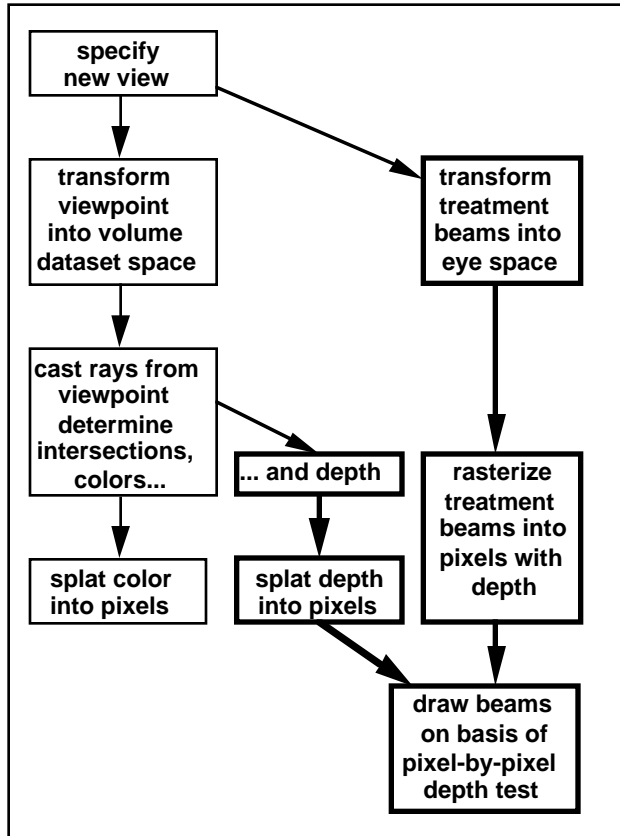 specify
new view
transform
viewpoint
into volume
dataset space
transform
treatment
beams into
eye space
cast rays from
viewpoint
determine
intersections,
colors...
... and depth
rasterize
treatment
beams into
pixels with
depth
splat color
into pixels
splat depth
into pixels
draw beams
on basis of
pixel-by-pixel
depth test